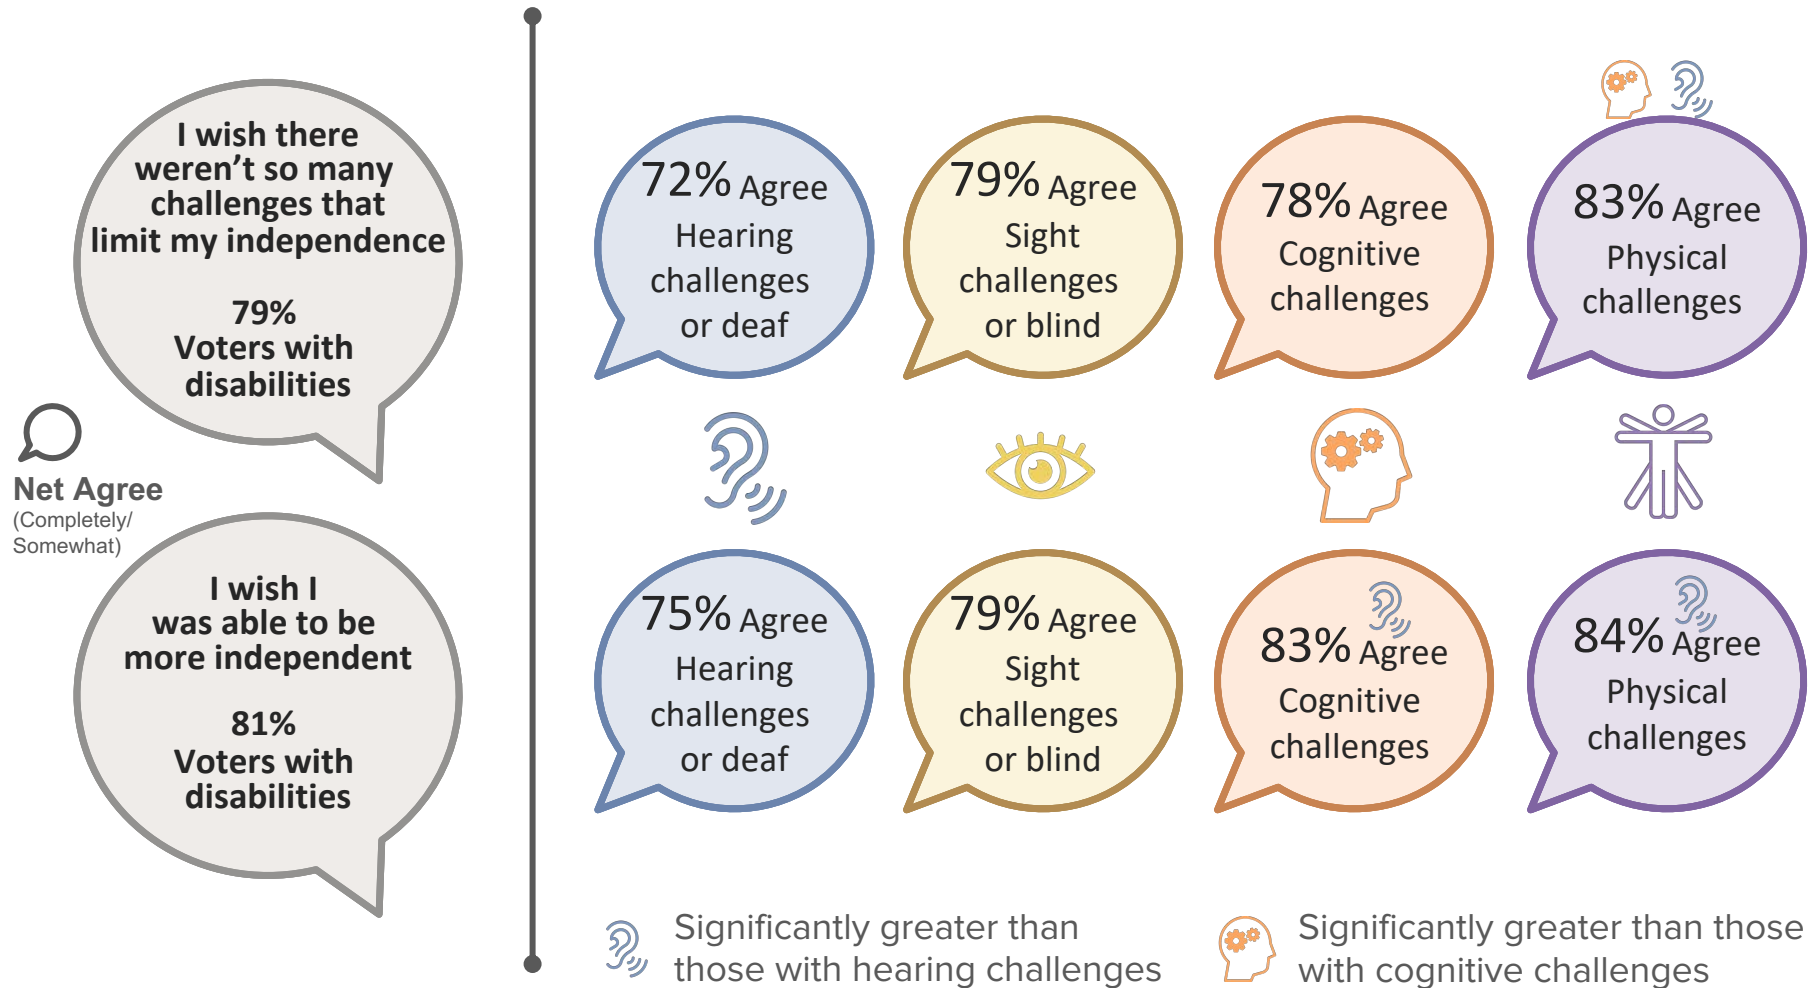 I wish there
weren't so many
challenges that
limit my independence
79%
Voters with
disabilities
Net Agree
(Completely/
Somewhat)
I wish I
was able to be
more independent
81%
Voters with
disabilities
72% Agree
Hearing
challenges
or deaf
79% Agree
Sight
challenges
or blind
78% Agree
Cognitive
challenges
83% Agree
Physical
challenges
75% Agree
Hearing
challenges
or deaf
79% Agree
Sight
challenges
or blind
83% Agree
Cognitive
challenges
84% Agree
Physical
challenges
Significantly greater than
those with hearing challenges
Significantly greater than those
with cognitive challenges